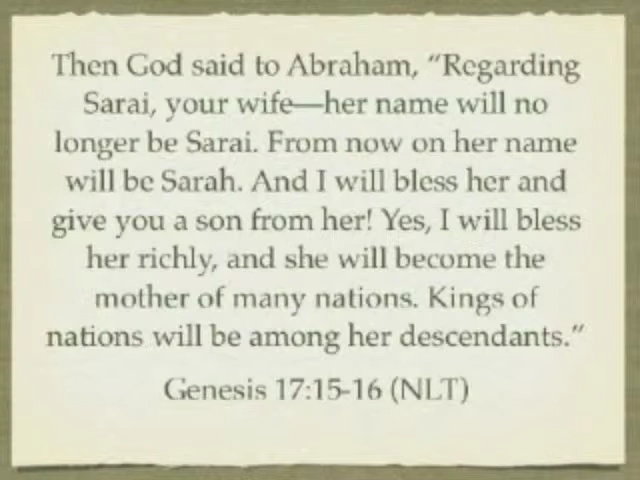 Then God said to Abraham, “Regarding
Sarai, your wife—her name will no
longer be Sarai. From now on her name
will be Sarah. And I will bless her and
give you a son from her! Yes, I will bless
her richly, and she will become the
mother of many nations. Kings of
nations will be among her descendants.”
Genesis 17:15-16 (NLT)